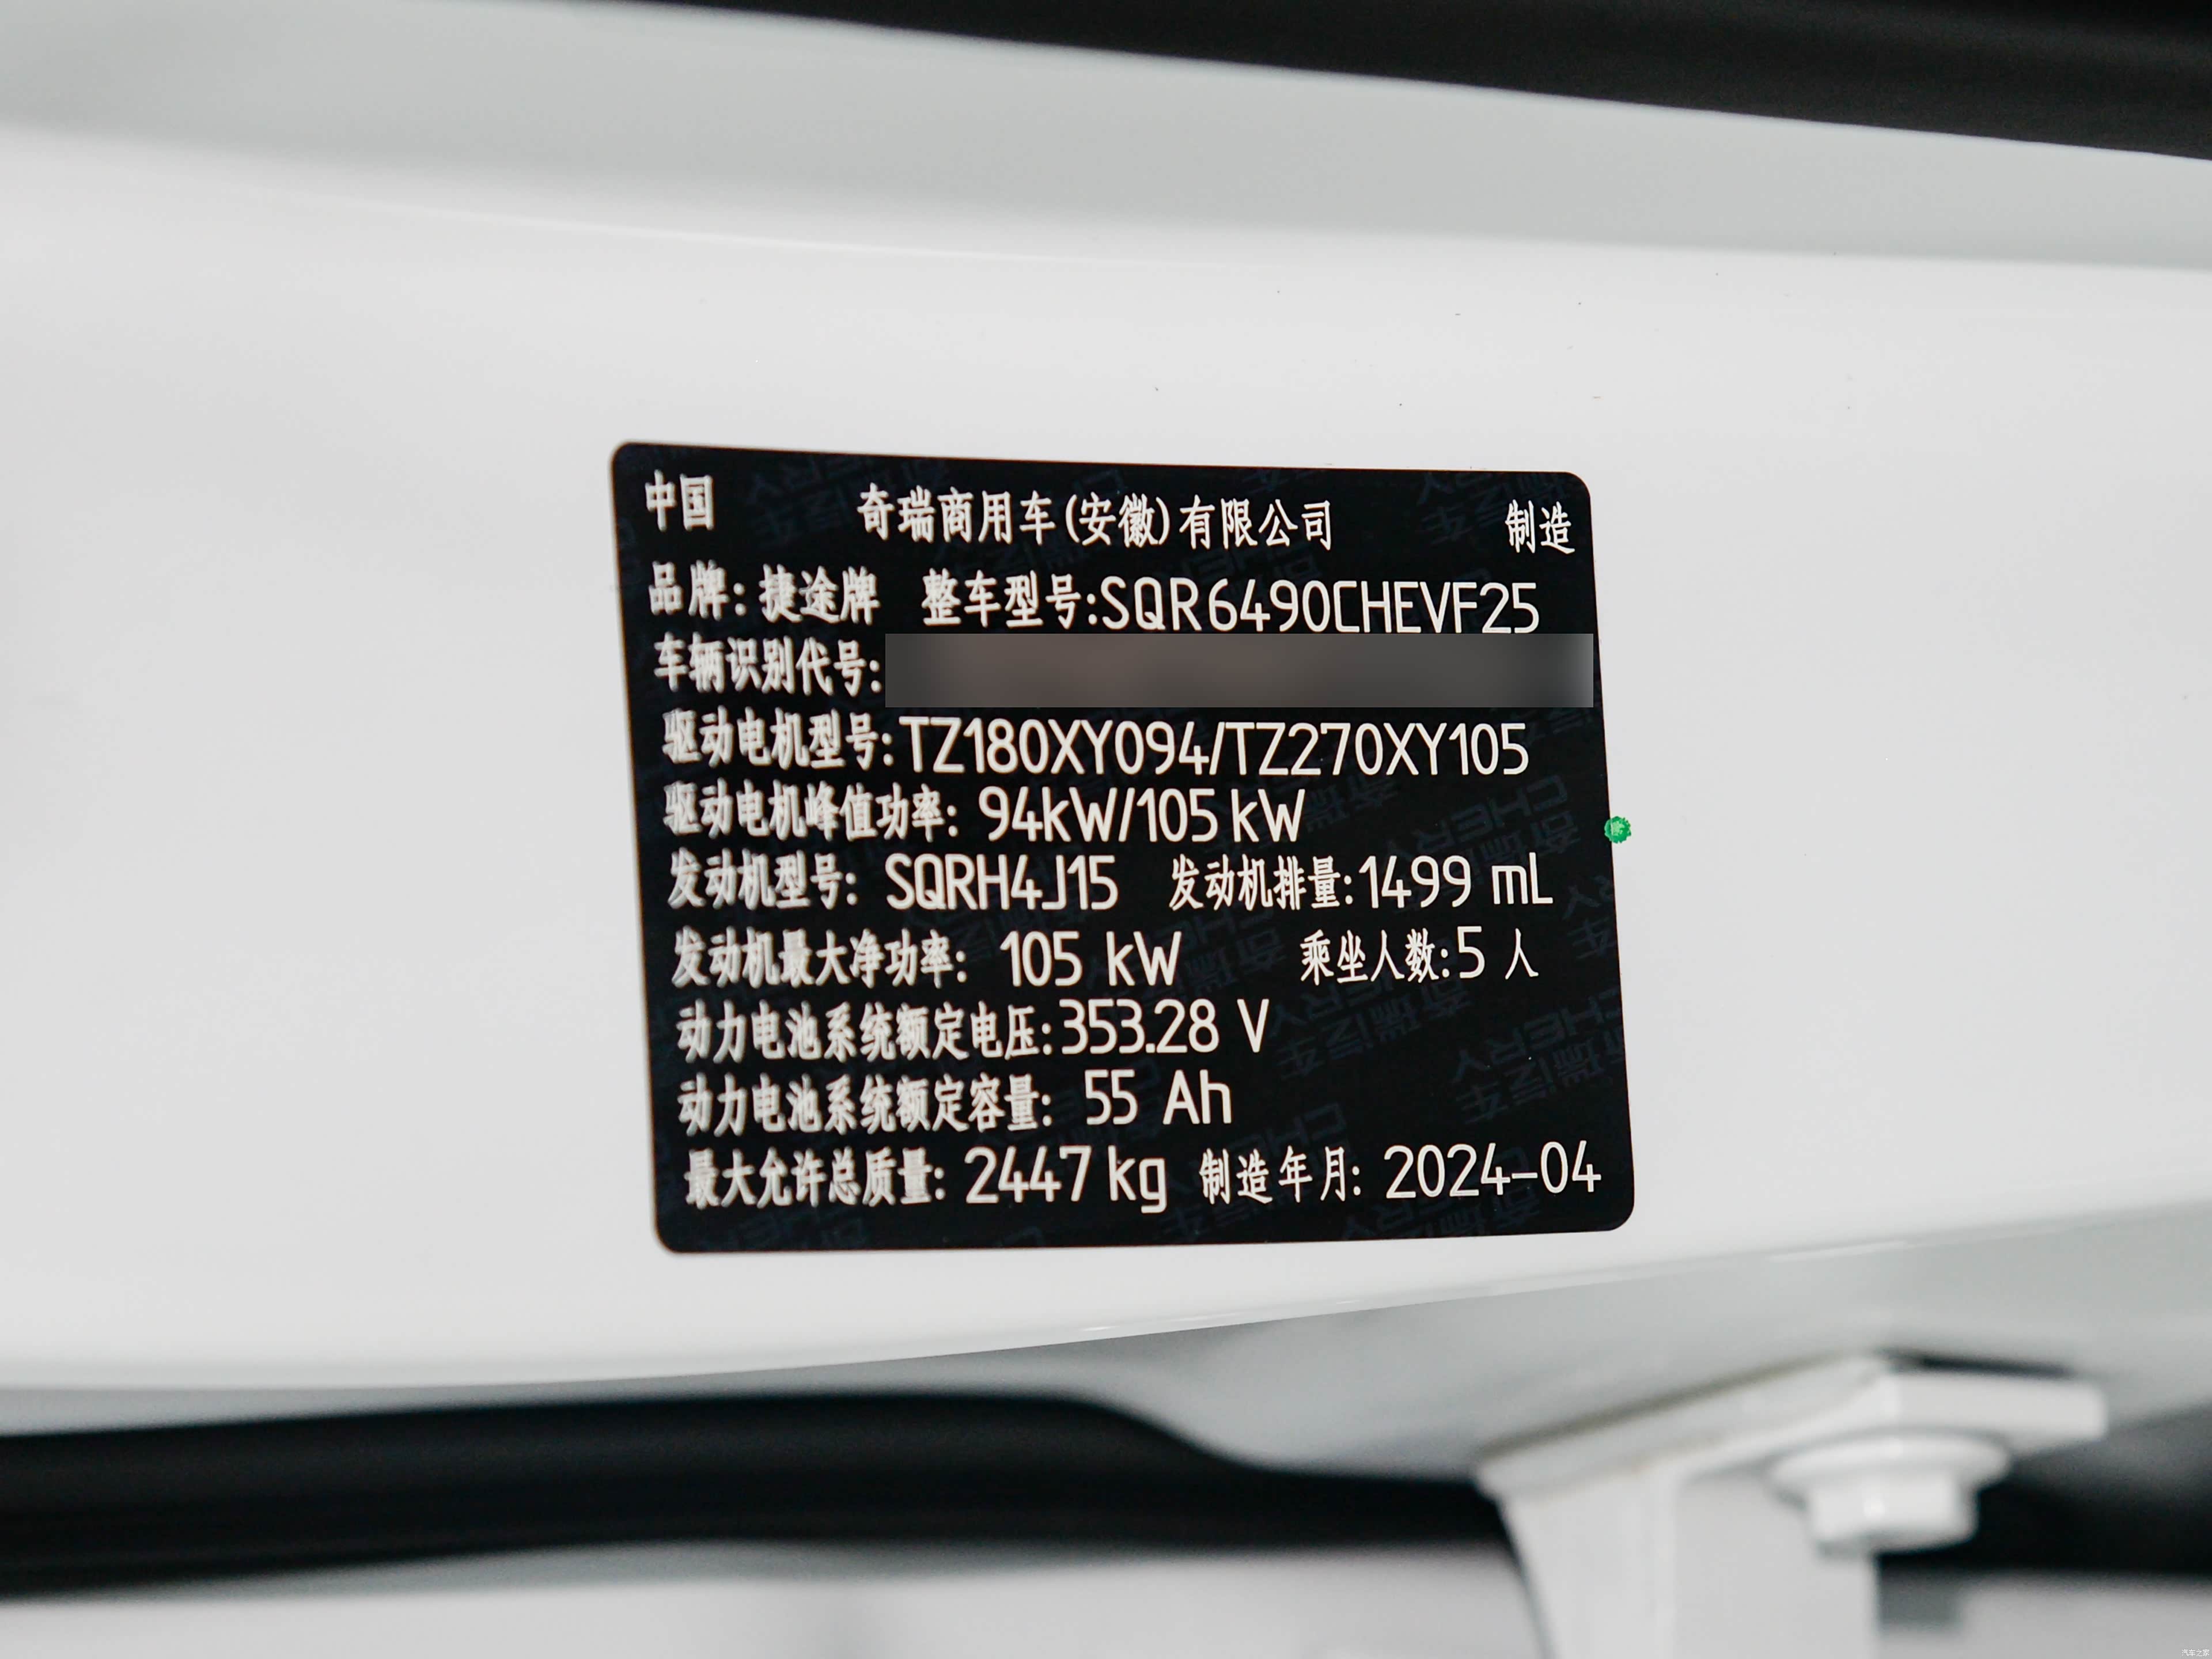 中国 奇瑞商用车(安徽)有限公司 制造
品牌: 捷途牌 整车型号:SQR6490CHEVF25
车辆识别代号:
驱动电机型号:TZ180XY094/TZ270XY105
驱动电机峰值功率: 94kW/105kW
发动机型号: SQRH4J15 发动机排量:1499 mL
发动机最大净功率: 105 kW 乘坐人数:5 人
动力电池系统额定电压:353.28 V
动力电池系统额定容量: 55 Ah
最大允许总质量: 2447 kg 制造年月: 2024-04
汽车之家